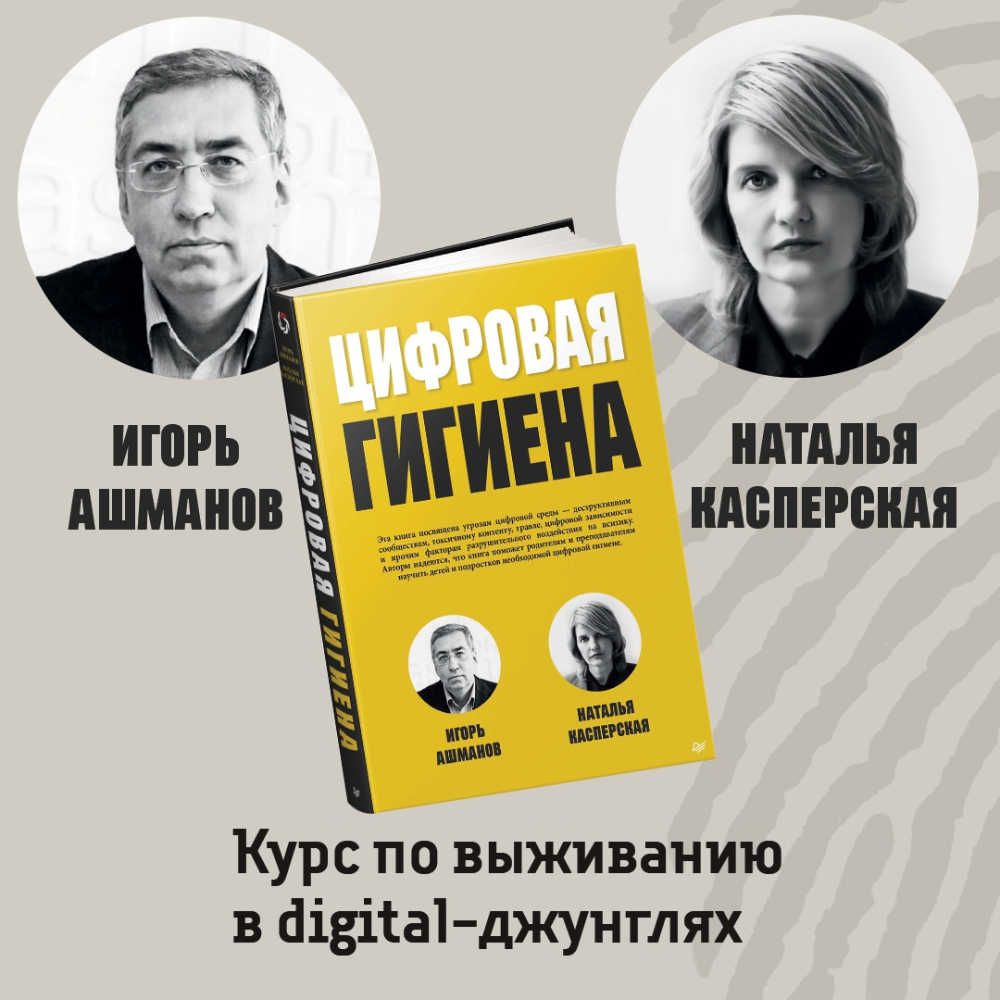 ИГОРЬ
АШМАНОВ
НАТАЛЬЯ
КАСПЕРСКАЯ
ЦИФРОВАЯ
ГИГИЕНА
Эта книга посвящена угрозам цифровой среды — деструктивным
сообществам, токсичному контенту, травле, цифровой зависимости
и прочим факторам разрушительного воздействия на психику.
Авторы надеются, что книга поможет родителям и преподавателям
научить детей и подростков необходимой цифровой гигиене.
ИГОРЬ
АШМАНОВ
НАТАЛЬЯ
КАСПЕРСКАЯ
ЦИФРОВАЯ ГИГИЕНА
Курс по выживанию
в digital-джунглях